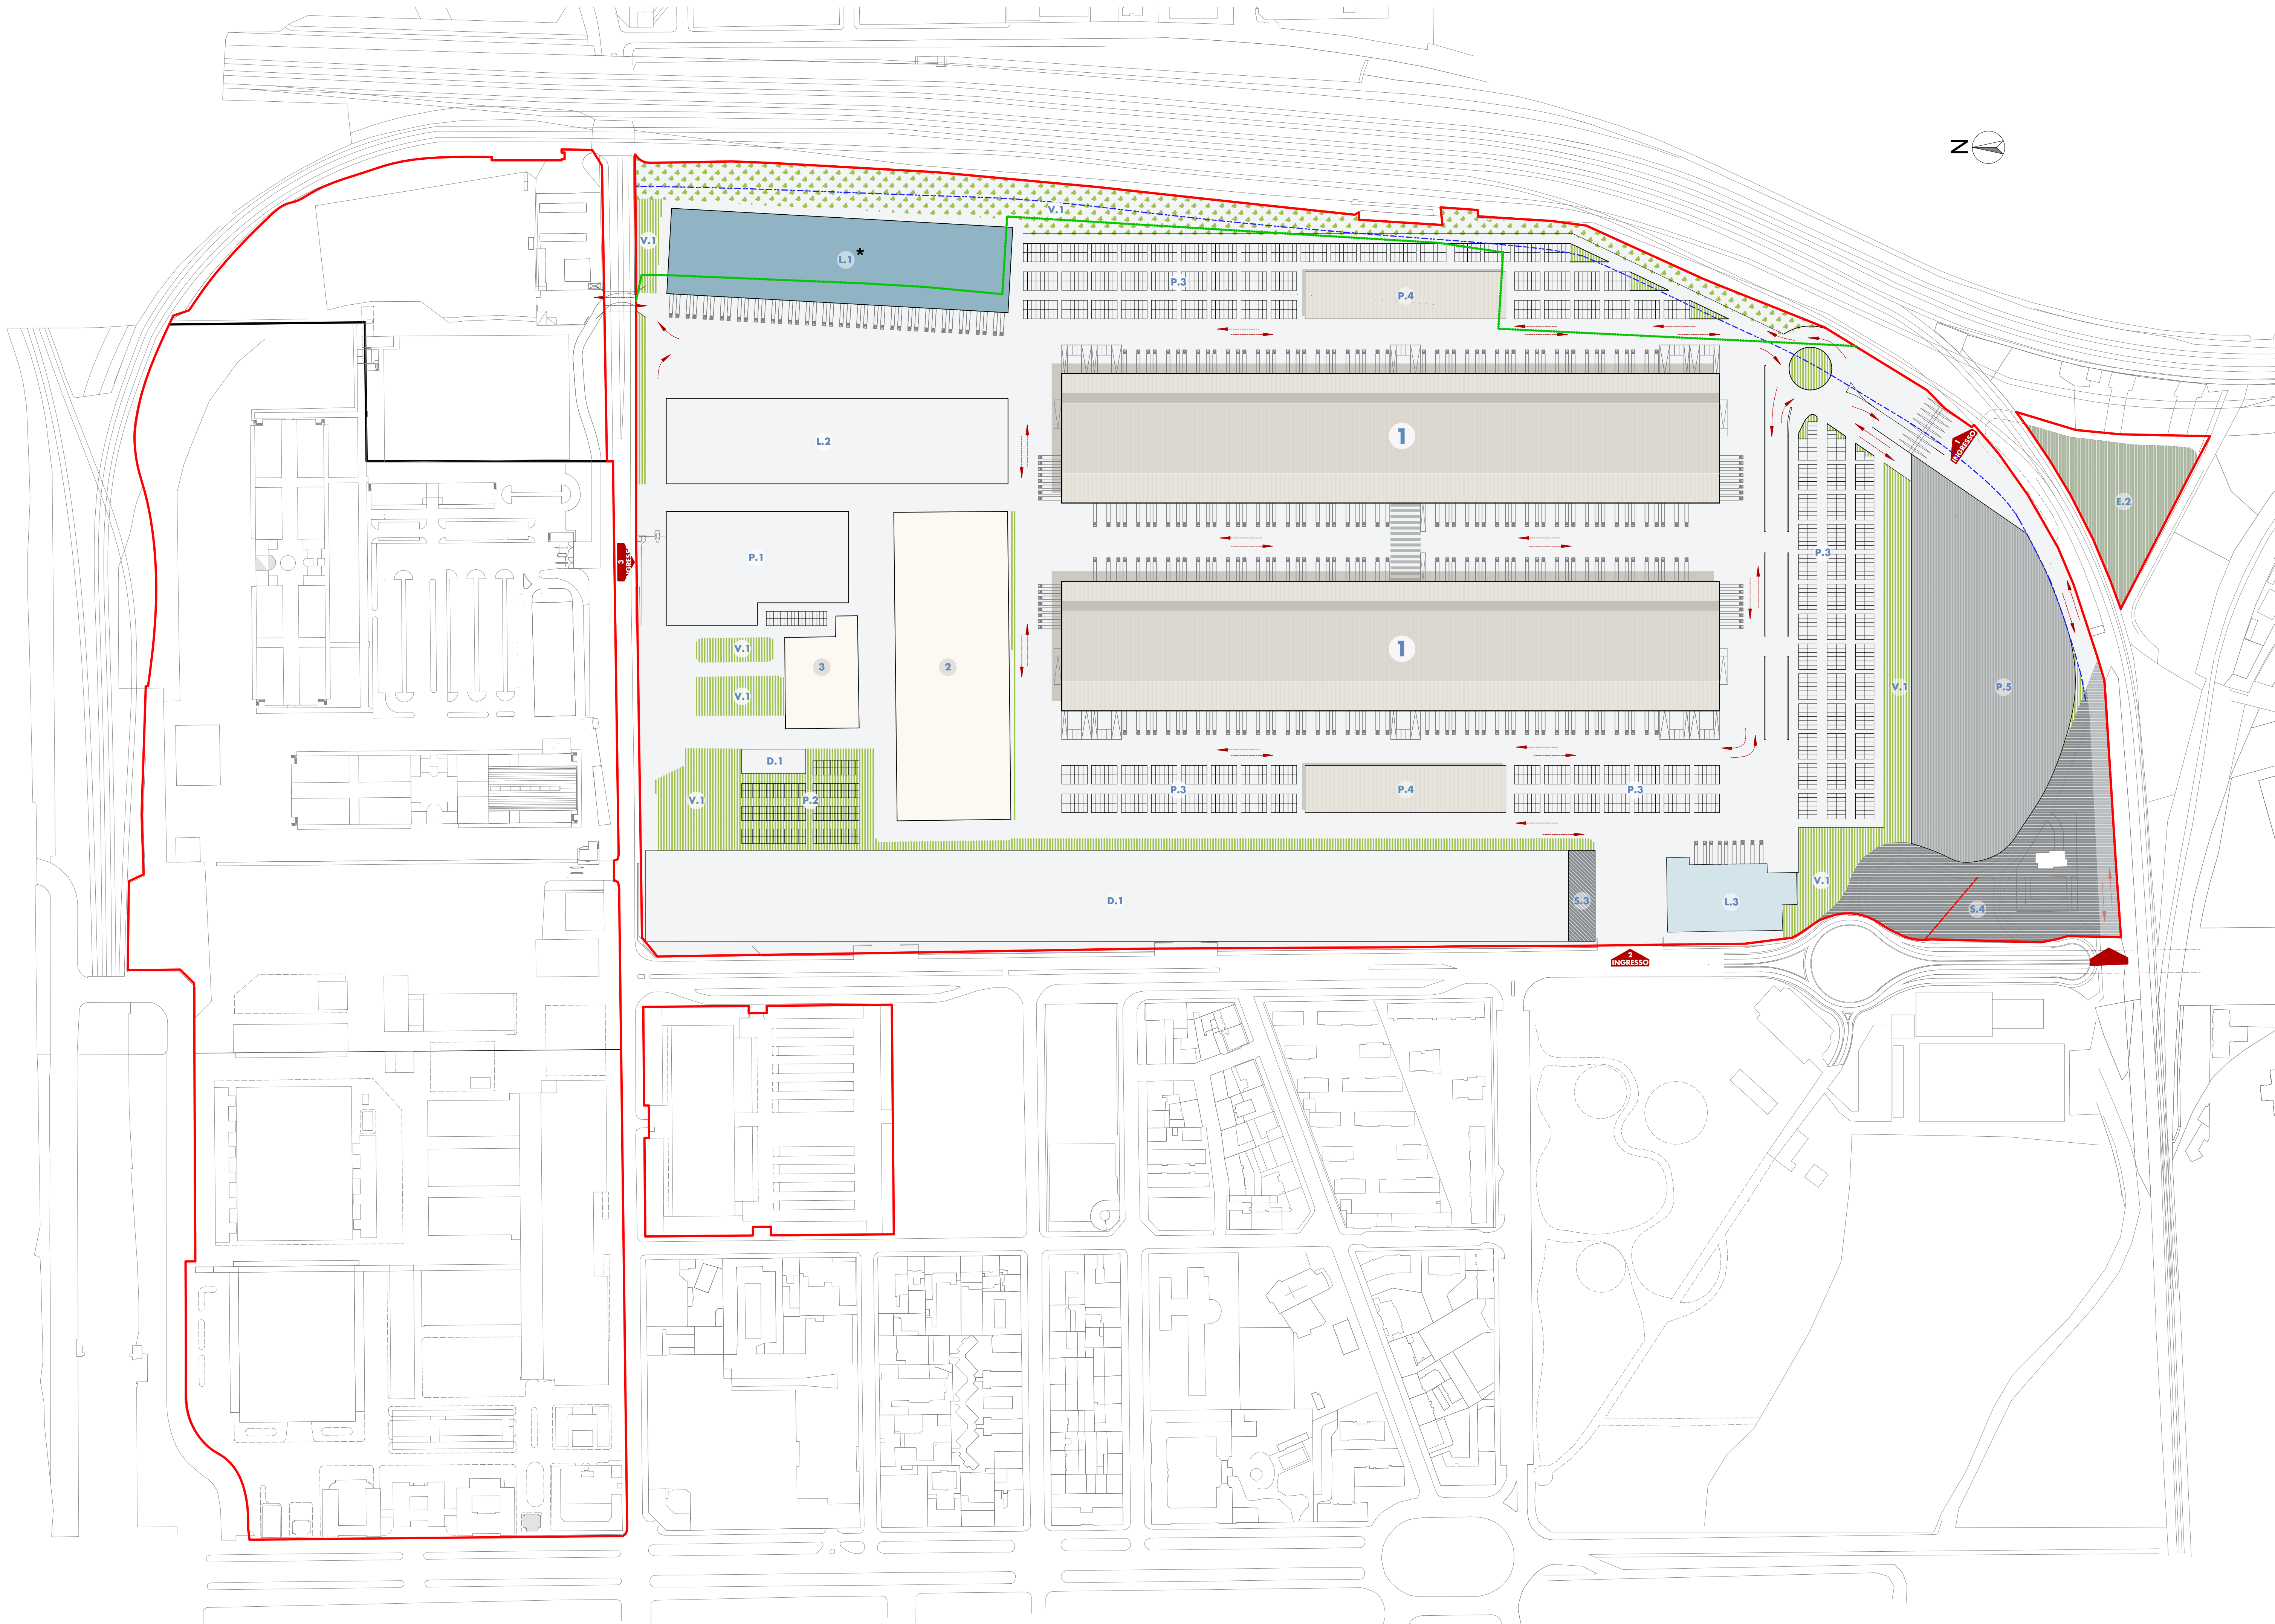 N
V.1
V.1
L.1 *
P.3
P.4
L.2
1
1
INGRESSO
E.2
P.1
P.3
3
INGRESSO
V.1
1
3
2
V.1
V.1
P.5
D.1
V.1
P.2
P.3
P.4
P.3
V.1
D.1
S.3
L.3
S.4
2
INGRESSO